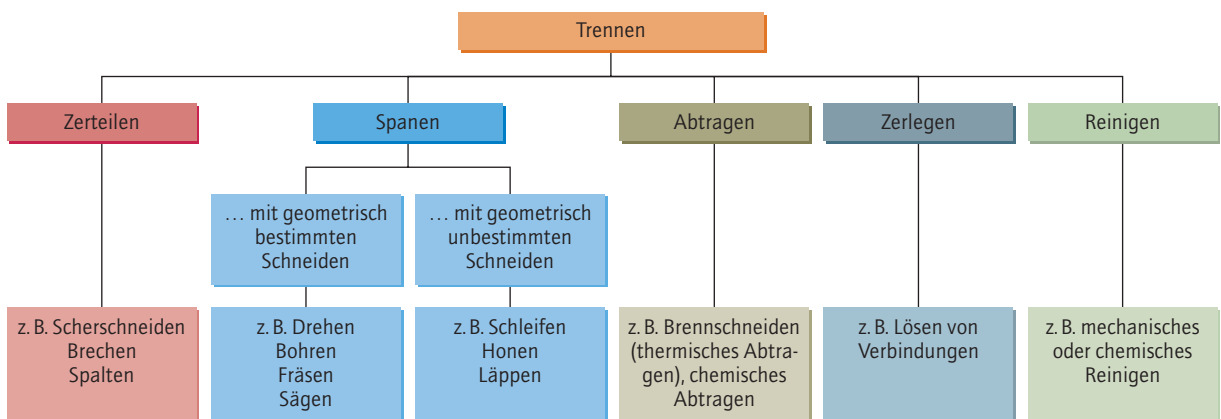 Trennen
Zerteilen
Spanen
Abtragen
Zerlegen
Reinigen
… mit geometrisch
bestimmten
Schneiden
… mit geometrisch
unbestimmten
Schneiden
z. B. Scherschneiden
Brechen
Spalten
z. B. Drehen
Bohren
Fräsen
Sägen
z. B. Schleifen
Honen
Läppen
z. B. Brennschneiden
(thermisches Abtra-
gen), chemisches
Abtragen
z. B. Lösen von
Verbindungen
z. B. mechanisches
oder chemisches
Reinigen